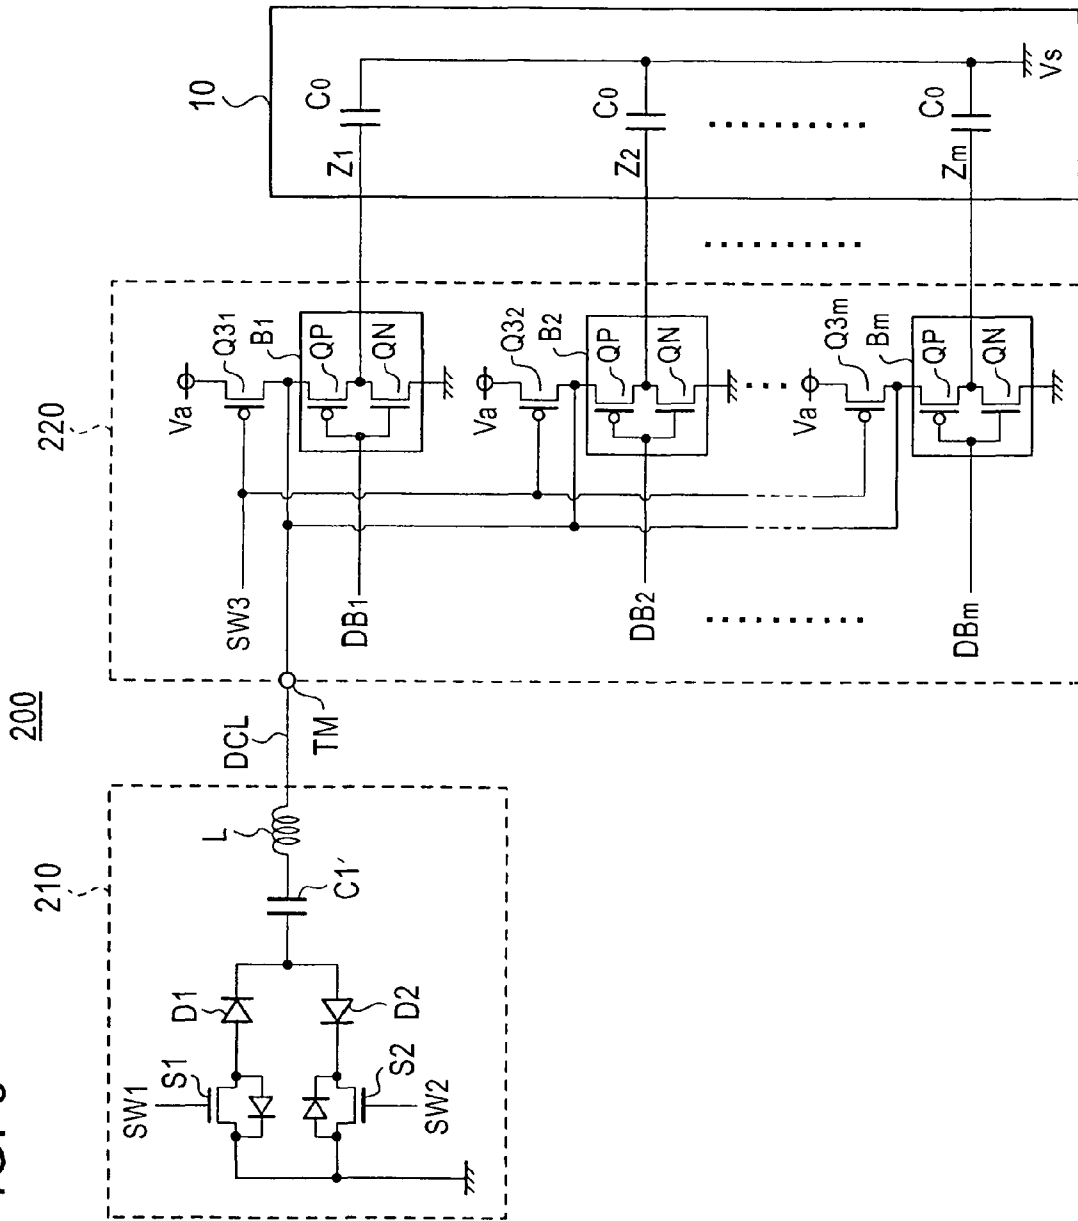 200
210
SW1
S1
D1
SW2
S2
D2
C1′
L
DCL
TM
220
SW3
DB1
DB2
DBm
Va
Q31
B1
QP
QN
Va
Q32
B2
QP
QN
Va
Q3m
Bm
QP
QN
10
Z1
C0
Z2
C0
Zm
C0
Vs